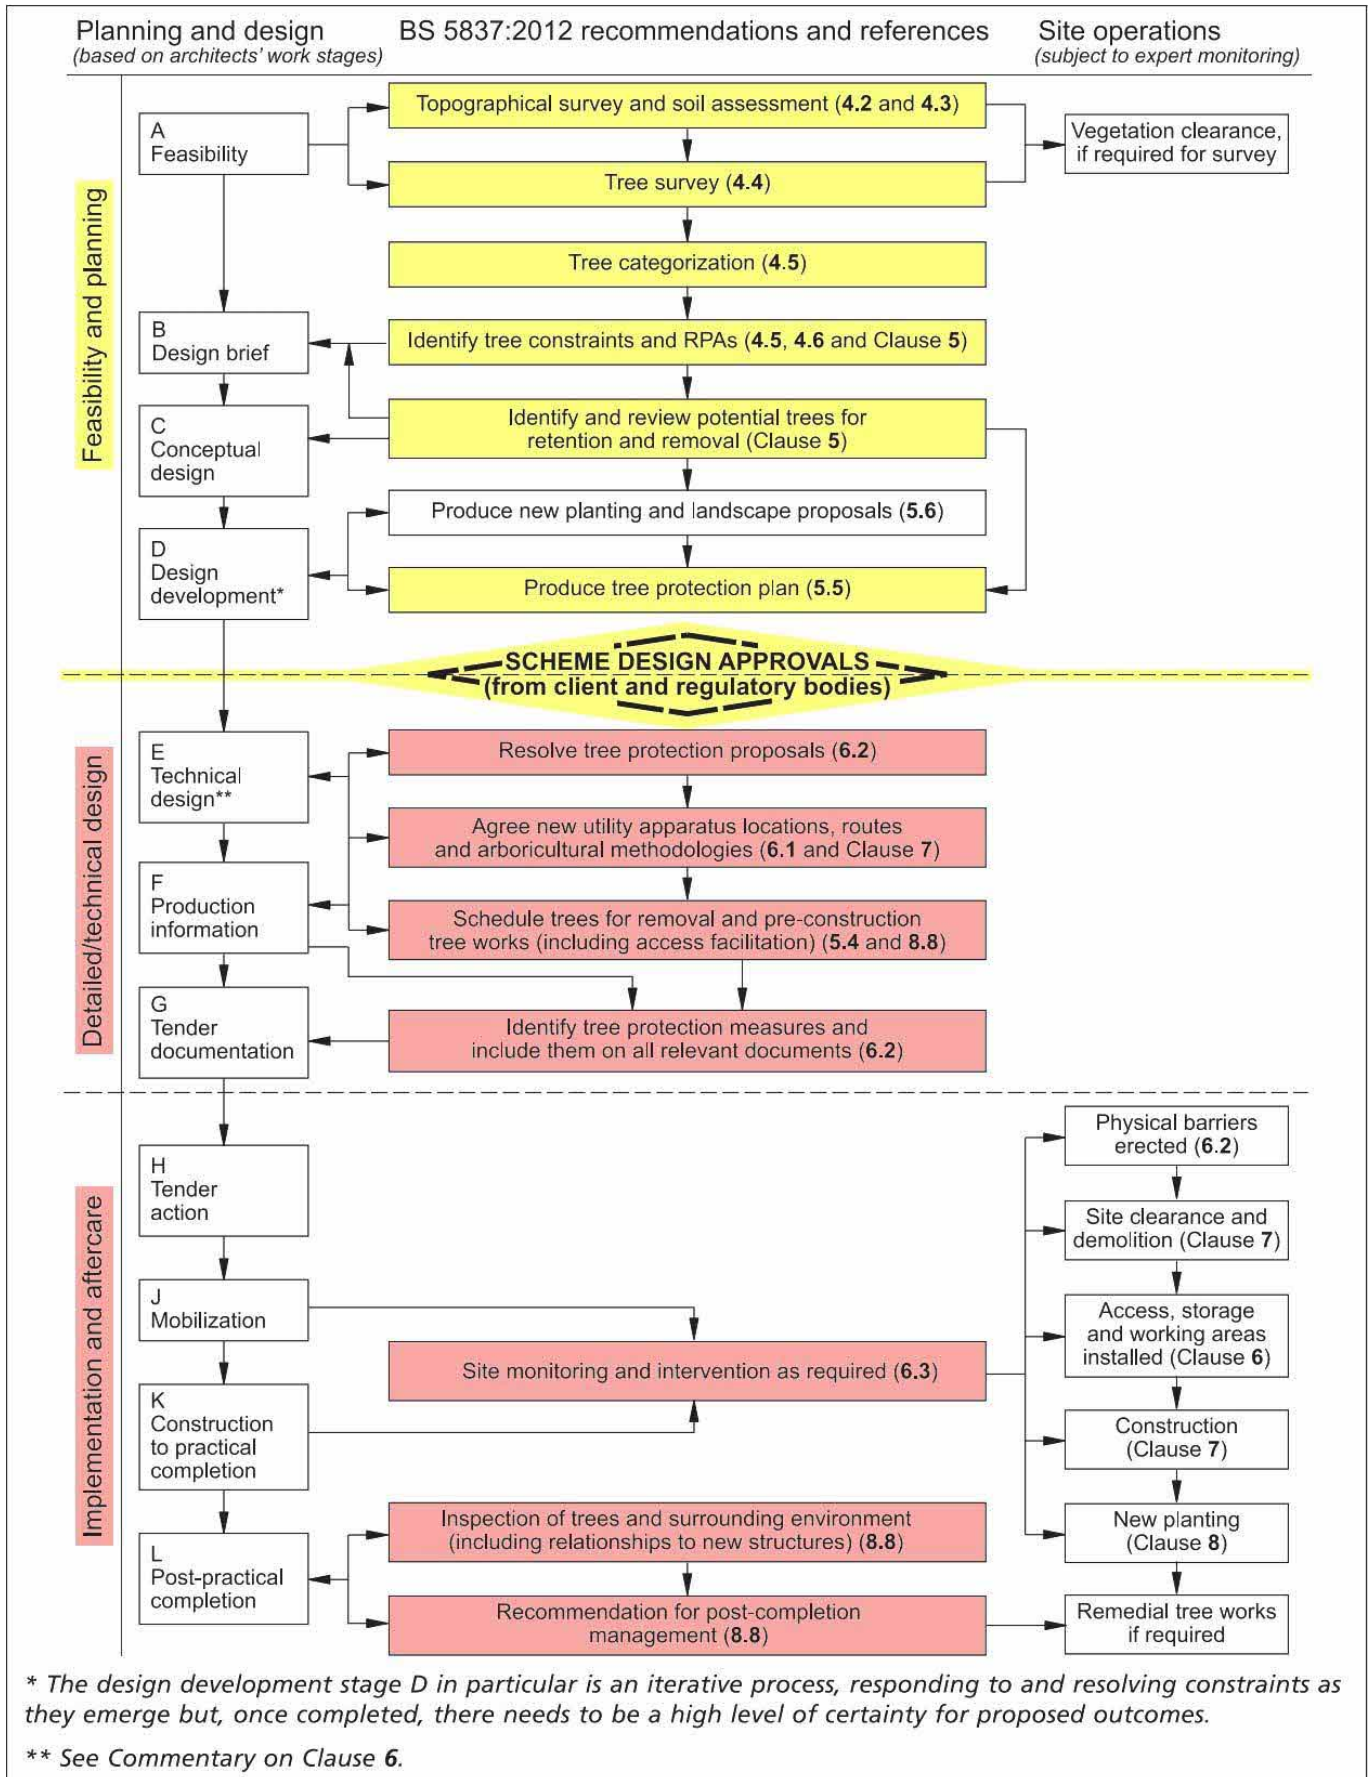 Planning and design
(based on architects' work stages)
BS 5837:2012 recommendations and references
Site operations
(subject to expert monitoring)
Feasibility and planning
A
Feasibility
Topographical survey and soil assessment (4.2 and 4.3)
Vegetation clearance,
if required for survey
Tree survey (4.4)
Tree categorization (4.5)
B
Design brief
Identify tree constraints and RPAs (4.5, 4.6 and Clause 5)
C
Conceptual
design
Identify and review potential trees for
retention and removal (Clause 5)
Produce new planting and landscape proposals (5.6)
D
Design
development*
Produce tree protection plan (5.5)
SCHEME DESIGN APPROVALS
(from client and regulatory bodies)
Detailed/technical design
E
Technical
design**
Resolve tree protection proposals (6.2)
Agree new utility apparatus locations, routes
and arboricultural methodologies (6.1 and Clause 7)
F
Production
information
Schedule trees for removal and pre-construction
tree works (including access facilitation) (5.4 and 8.8)
G
Tender
documentation
Identify tree protection measures and
include them on all relevant documents (6.2)
Implementation and aftercare
H
Tender
action
J
Mobilization
Site monitoring and intervention as required (6.3)
K
Construction
to practical
completion
L
Post-practical
completion
Inspection of trees and surrounding environment
(including relationships to new structures) (8.8)
Recommendation for post-completion
management (8.8)
Physical barriers
erected (6.2)
Site clearance and
demolition (Clause 7)
Access, storage
and working areas
installed (Clause 6)
Construction
(Clause 7)
New planting
(Clause 8)
Remedial tree works
if required
* The design development stage D in particular is an iterative process, responding to and resolving constraints as
they emerge but, once completed, there needs to be a high level of certainty for proposed outcomes.
** See Commentary on Clause 6.